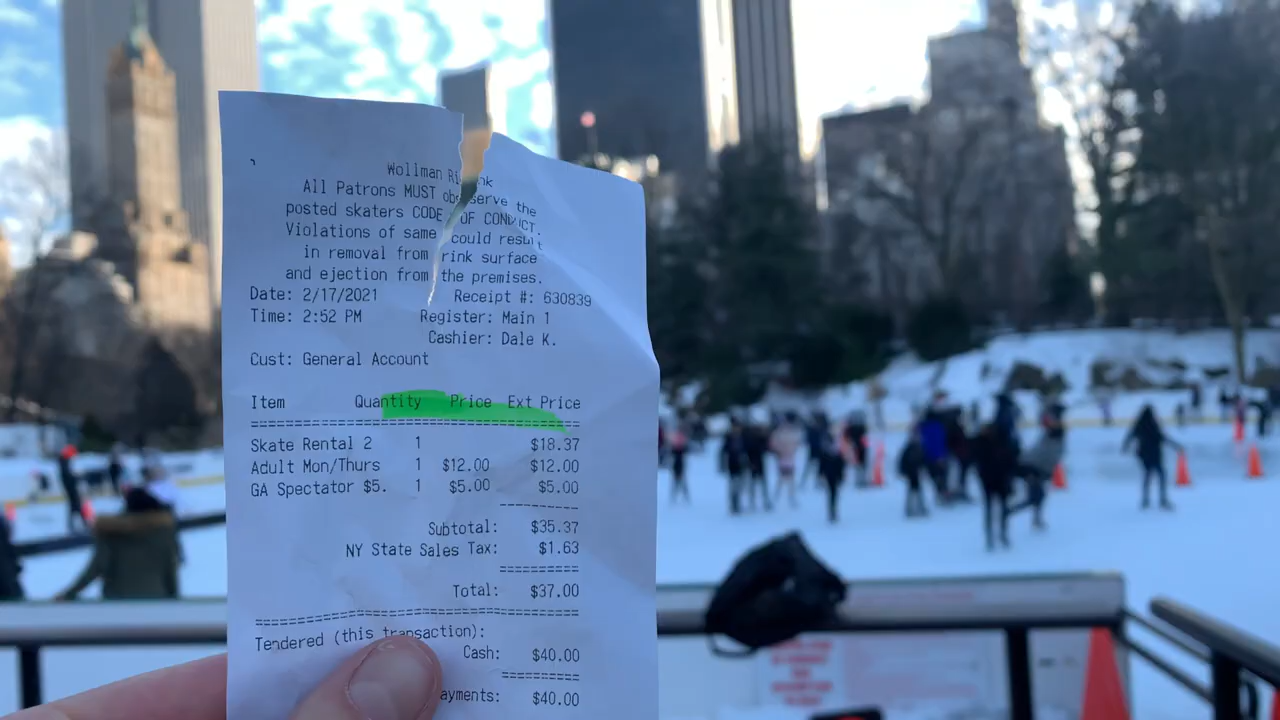 Wollman Rink
All Patrons MUST observe the
posted skaters CODE OF CONDUCT.
Violations of same could result
in removal from rink surface
and ejection from the premises.
Date: 2/17/2021 Receipt #: 630839
Time: 2:52 PM Register: Main 1
Cashier: Dale K.
Cust: General Account
Item Quantity Price Ext Price
Skate Rental 2 1 $18.37
Adult Mon/Thurs 1 $12.00 $12.00
GA Spectator $5. 1 $5.00 $5.00
Subtotal: $35.37
NY State Sales Tax: $1.63
Total: $37.00
Tendered (this transaction):
Cash: $40.00
ayments: $40.00